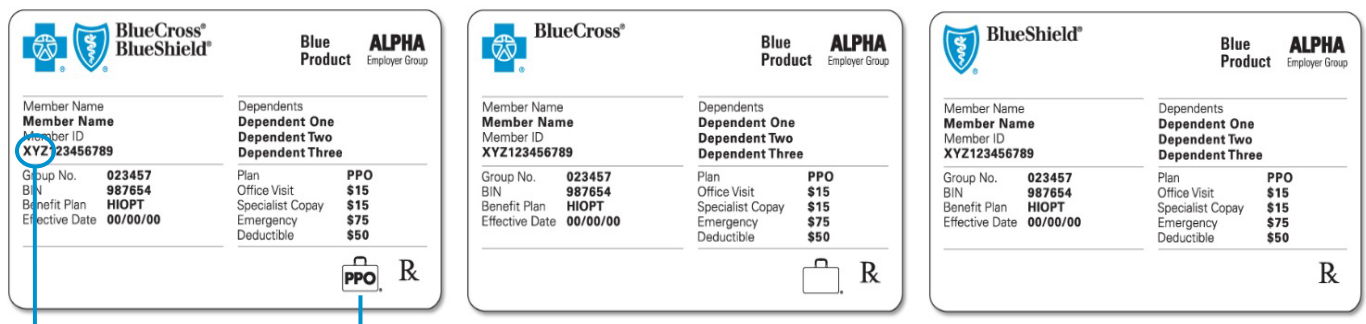 BlueCross®
BlueShield®
Blue
Product
ALPHA
Employer Group
Member Name
Member Name
Member ID
XYZ123456789
Dependents
Dependent One
Dependent Two
Dependent Three
Group No. 023457
BIN 987654
Benefit Plan HIOPT
Effective Date 00/00/00
Plan PPO
Office Visit $15
Specialist Copay $15
Emergency $75
Deductible $50
PPO ® ℞
BlueCross®
Blue
Product
ALPHA
Employer Group
Member Name
Member Name
Member ID
XYZ123456789
Dependents
Dependent One
Dependent Two
Dependent Three
Group No. 023457
BIN 987654
Benefit Plan HIOPT
Effective Date 00/00/00
Plan PPO
Office Visit $15
Specialist Copay $15
Emergency $75
Deductible $50
® ℞
BlueShield®
Blue
Product
ALPHA
Employer Group
Member Name
Member Name
Member ID
XYZ123456789
Dependents
Dependent One
Dependent Two
Dependent Three
Group No. 023457
BIN 987654
Benefit Plan HIOPT
Effective Date 00/00/00
Plan PPO
Office Visit $15
Specialist Copay $15
Emergency $75
Deductible $50
℞